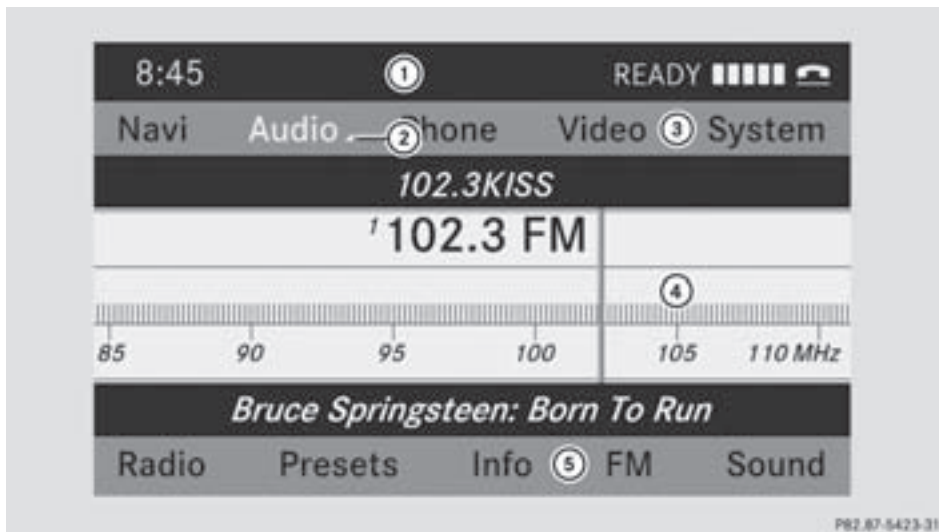 8:45 1 READY
Navi Audio 2 Phone Video 3 System
102.3KISS
1 102.3 FM
4
85 90 95 100 105 110 MHz
Bruce Springsteen: Born To Run
Radio Presets Info 5 FM Sound
P82.87-5423-31